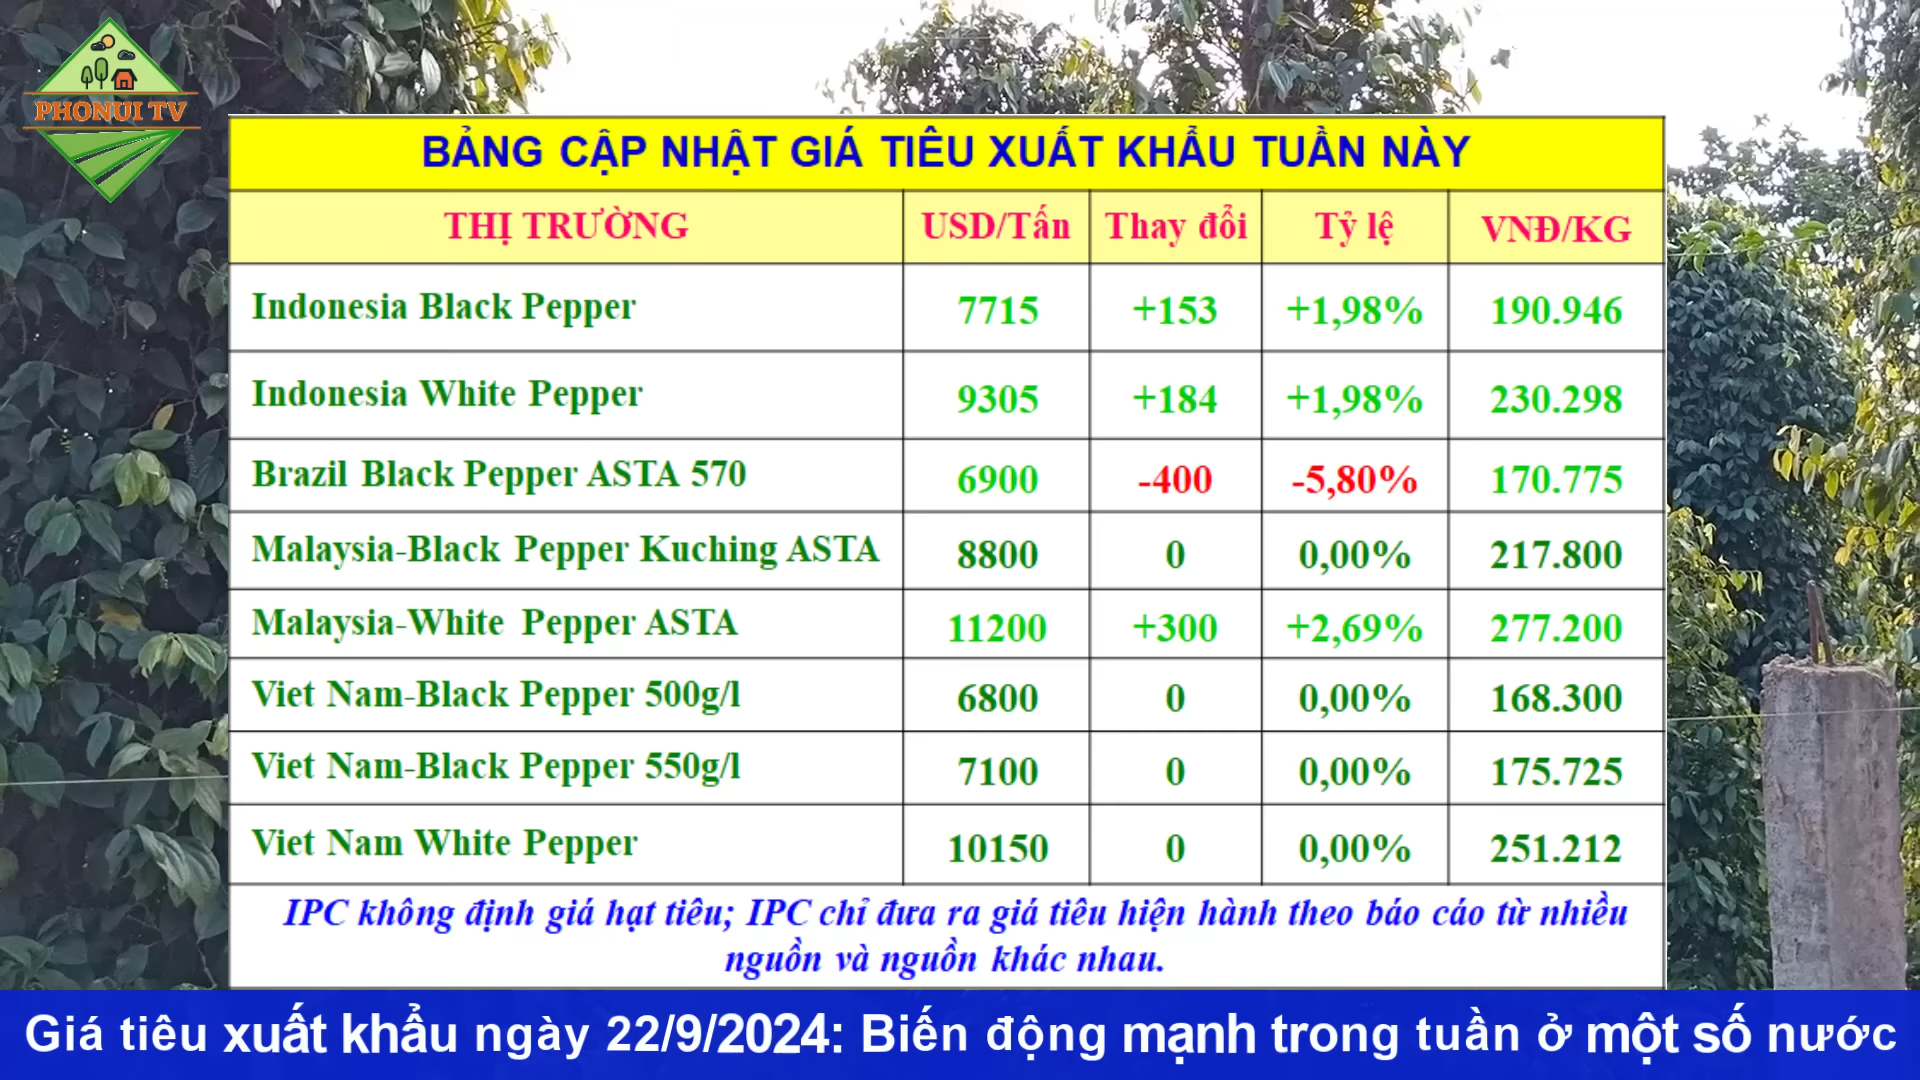 PHONUI TV
BẢNG CẬP NHẬT GIÁ TIÊU XUẤT KHẨU TUẦN NÀY
THỊ TRƯỜNG USD/Tấn Thay đổi Tỷ lệ VNĐ/KG
Indonesia Black Pepper 7715 +153 +1,98% 190.946
Indonesia White Pepper 9305 +184 +1,98% 230.298
Brazil Black Pepper ASTA 570 6900 -400 -5,80% 170.775
Malaysia-Black Pepper Kuching ASTA 8800 0 0,00% 217.800
Malaysia-White Pepper ASTA 11200 +300 +2,69% 277.200
Viet Nam-Black Pepper 500g/l 6800 0 0,00% 168.300
Viet Nam-Black Pepper 550g/l 7100 0 0,00% 175.725
Viet Nam White Pepper 10150 0 0,00% 251.212
IPC không định giá hạt tiêu; IPC chỉ đưa ra giá tiêu hiện hành theo báo cáo từ nhiều
nguồn và nguồn khác nhau.
Giá tiêu xuất khẩu ngày 22/9/2024: Biến động mạnh trong tuần ở một số nước